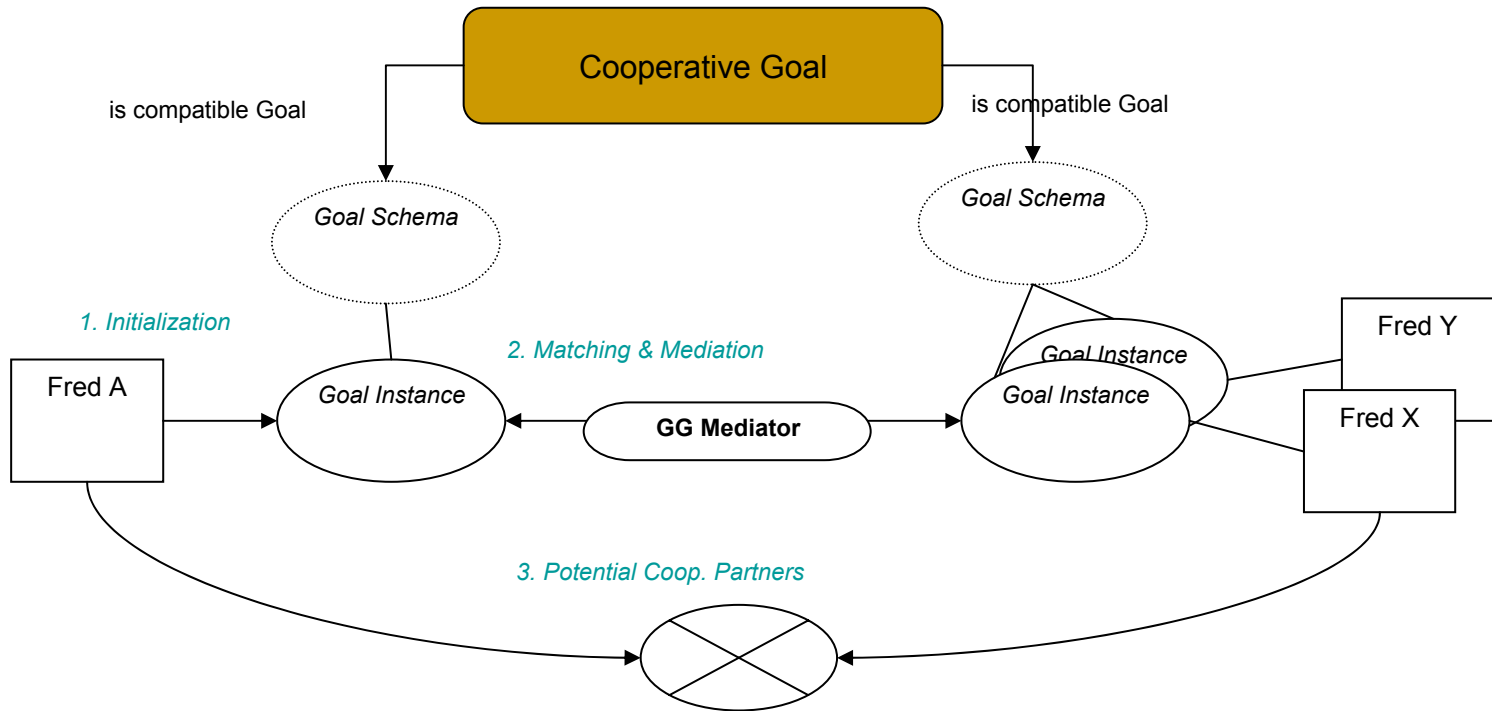 Cooperative Goal
is compatible Goal
is compatible Goal
Goal Schema
Goal Schema
1. Initialization
2. Matching & Mediation
Fred Y
Fred A
Goal Instance
Goal Instance
Goal Instance
Fred X
GG Mediator
3. Potential Coop. Partners